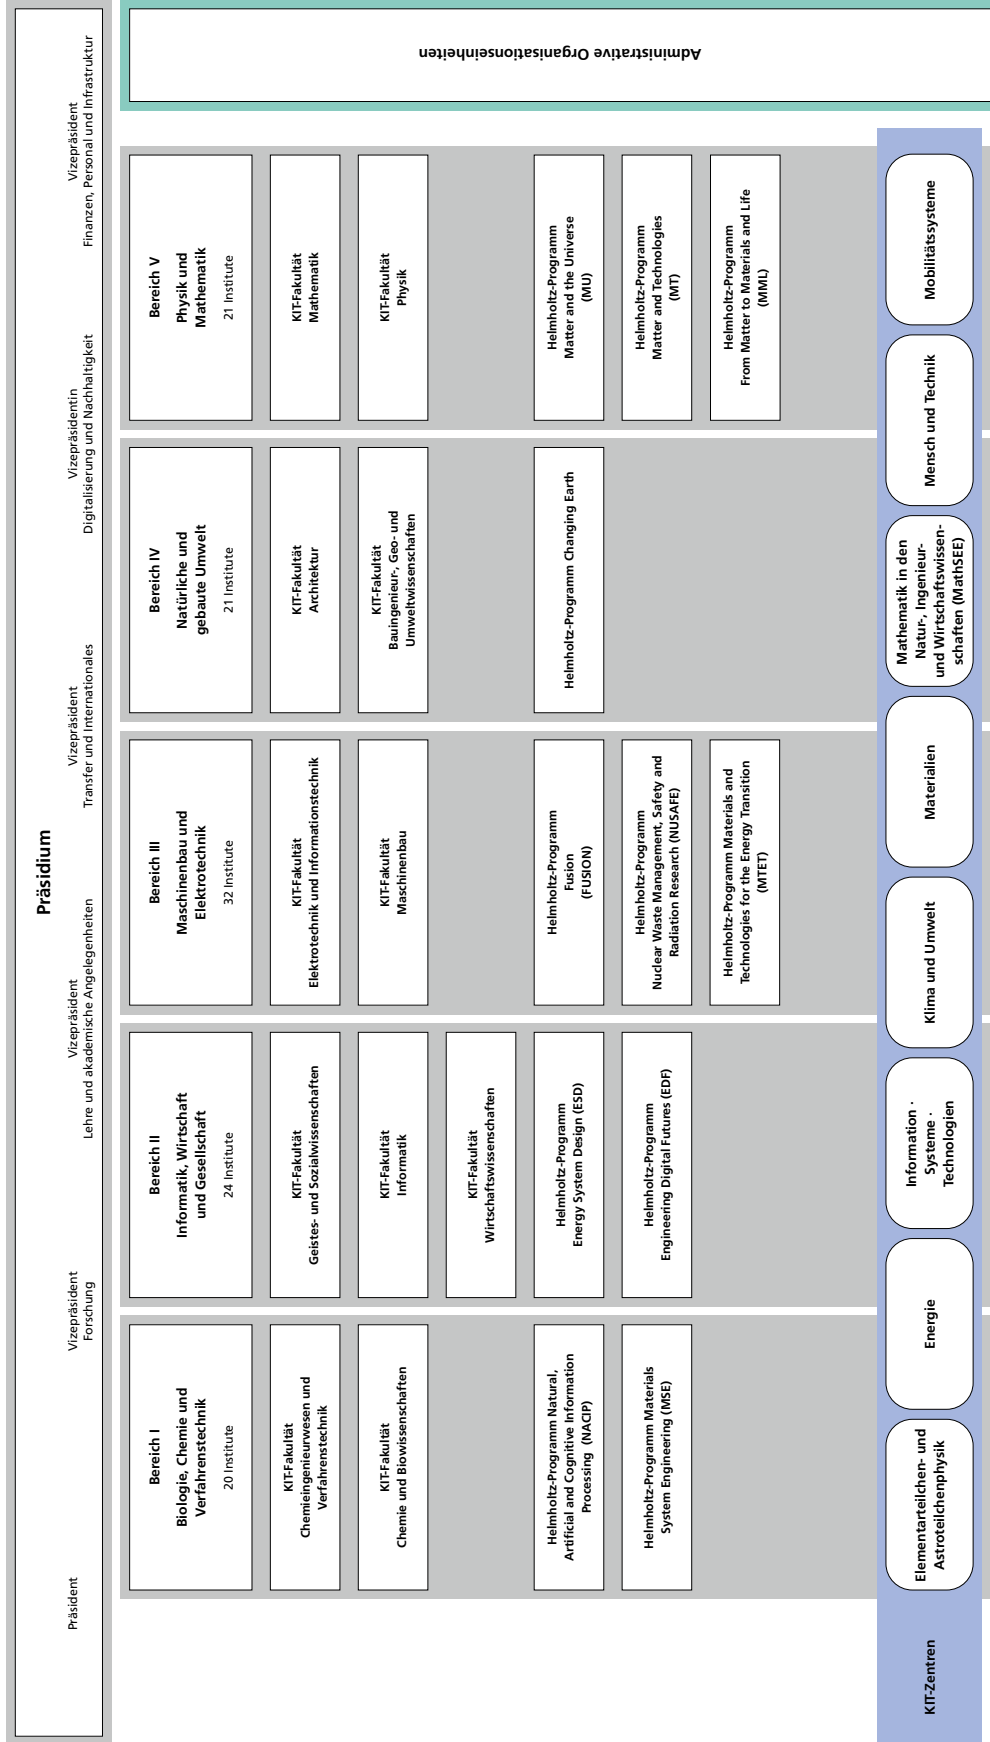 Präsidium
Präsident
Vizepräsident
Forschung
Vizepräsident
Lehre und akademische Angelegenheiten
Vizepräsident
Transfer und Internationales
Vizepräsidentin
Digitalisierung und Nachhaltigkeit
Vizepräsident
Finanzen, Personal und Infrastruktur
Bereich I
Biologie, Chemie und
Verfahrenstechnik
20 Institute
KIT-Fakultät
Chemieingenieurwesen und
Verfahrenstechnik
KIT-Fakultät
Chemie und Biowissenschaften
Helmholtz-Programm Natural,
Artificial and Cognitive Information
Processing (NACIP)
Helmholtz-Programm Materials
System Engineering (MSE)
Bereich II
Informatik, Wirtschaft
und Gesellschaft
24 Institute
KIT-Fakultät
Geistes- und Sozialwissenschaften
KIT-Fakultät
Informatik
KIT-Fakultät
Wirtschaftswissenschaften
Helmholtz-Programm
Energy System Design (ESD)
Helmholtz-Programm
Engineering Digital Futures (EDF)
Bereich III
Maschinenbau und
Elektrotechnik
32 Institute
KIT-Fakultät
Elektrotechnik und Informationstechnik
KIT-Fakultät
Maschinenbau
Helmholtz-Programm
Fusion
(FUSION)
Helmholtz-Programm
Nuclear Waste Management, Safety and
Radiation Research (NUSAFE)
Helmholtz-Programm Materials and
Technologies for the Energy Transition
(MTET)
Bereich IV
Natürliche und
gebaute Umwelt
21 Institute
KIT-Fakultät
Architektur
KIT-Fakultät
Bauingenieur-, Geo- und
Umweltwissenschaften
Helmholtz-Programm Changing Earth
Bereich V
Physik und
Mathematik
21 Institute
KIT-Fakultät
Mathematik
KIT-Fakultät
Physik
Helmholtz-Programm
Matter and the Universe
(MU)
Helmholtz-Programm
Matter and Technologies
(MT)
Helmholtz-Program
From Matter to Materials and Life
(MML)
Administrative Organisationseinheiten
KIT-Zentren
Elementarteilchen- und
Astroteilchenphysik
Energie
Information ·
Systeme ·
Technologien
Klima und Umwelt
Materialien
Mathematik in den
Natur-, Ingenieur-
und Wirtschaftswissen-
schaften (MathSEE)
Mensch und Technik
Mobilitätssysteme